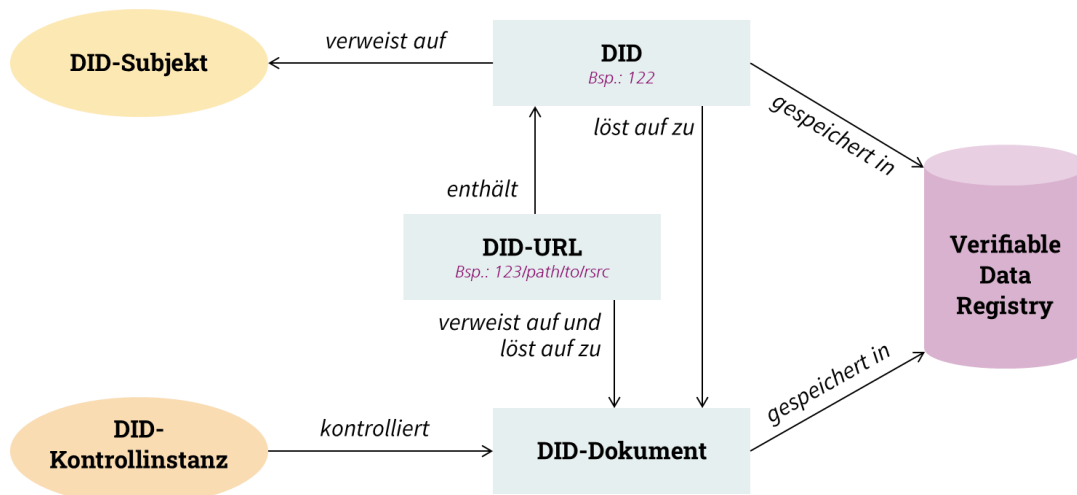 verweist auf
DID-Subjekt
DID
Bsp.: 122
gespeichert in
löst auf zu
enthält
DID-URL
Bsp.: 123/path/to/rsrc
Verifiable
Data
Registry
verweist auf und
löst auf zu
gespeichert in
DID-
Kontrollinstanz
kontrolliert
DID-Dokument